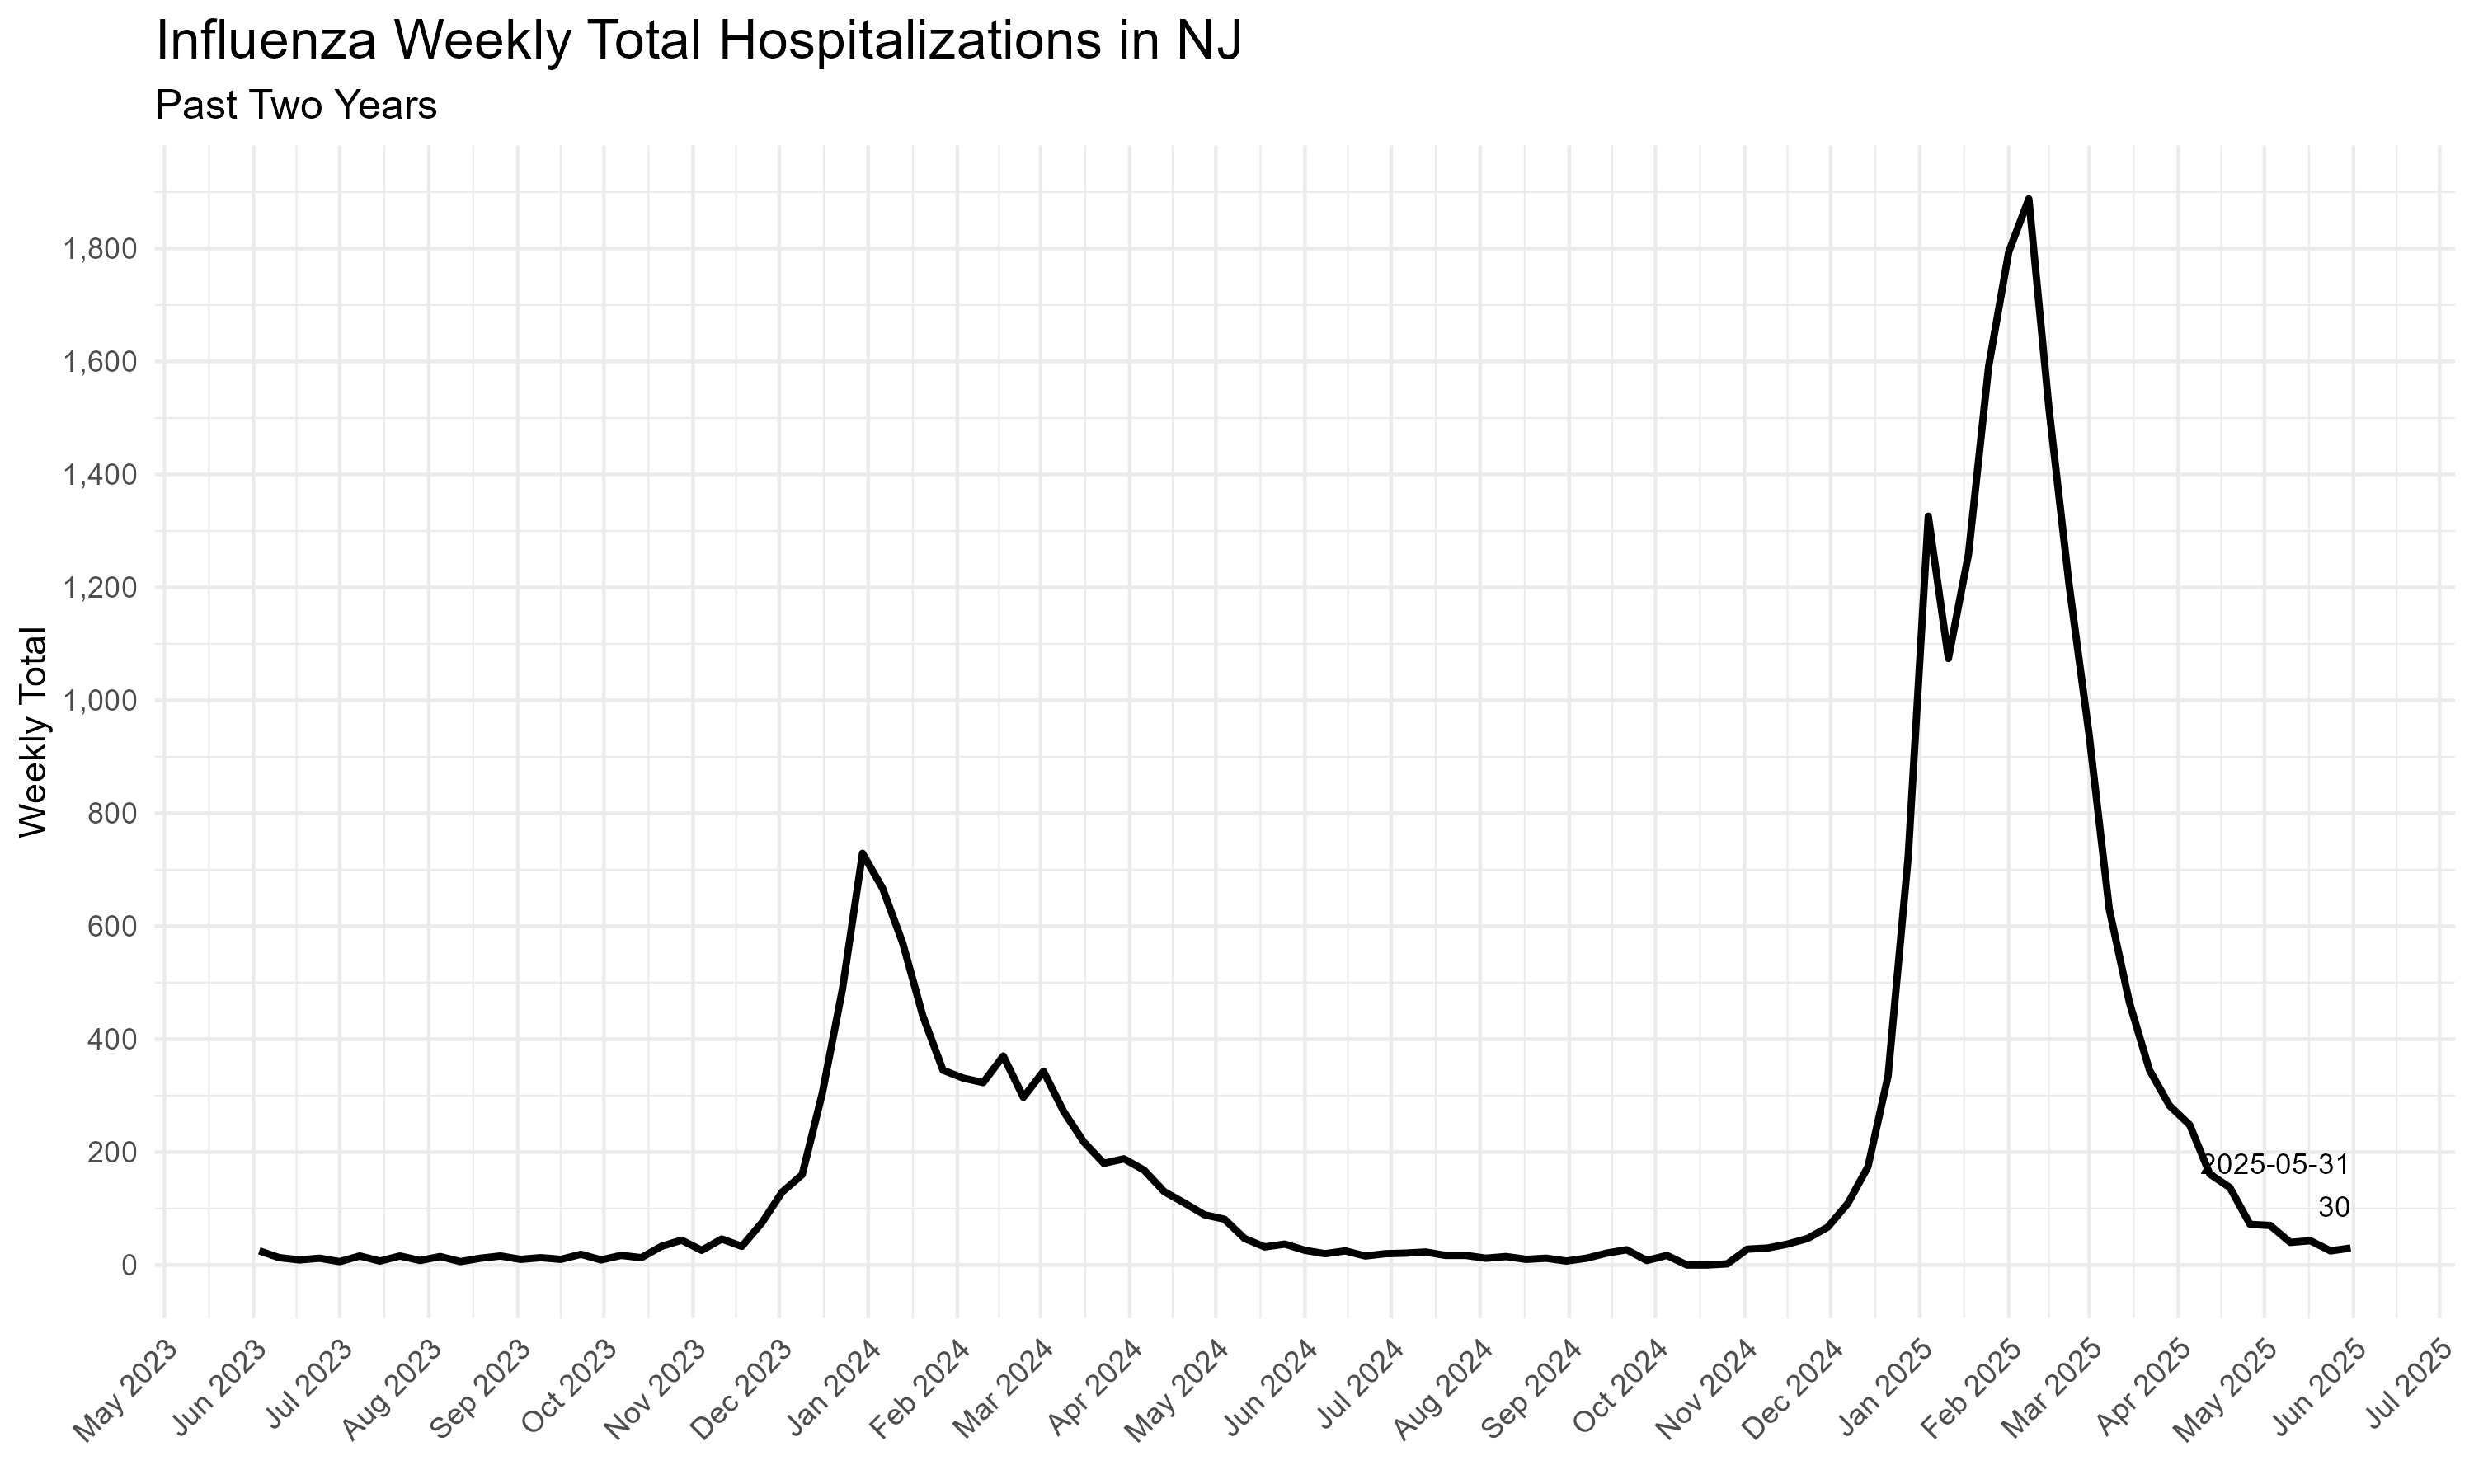 Influenza Weekly Total Hospitalizations in NJ
Past Two Years
Weekly Total
1,800
1,600
1,400
1,200
1,000
800
600
400
200
0
2025-05-31
30
May 2023
Jun 2023
Jul 2023
Aug 2023
Sep 2023
Oct 2023
Nov 2023
Dec 2023
Jan 2024
Feb 2024
Mar 2024
Apr 2024
May 2024
Jun 2024
Jul 2024
Aug 2024
Sep 2024
Oct 2024
Nov 2024
Dec 2024
Jan 2025
Feb 2025
Mar 2025
Apr 2025
May 2025
Jun 2025
Jul 2025